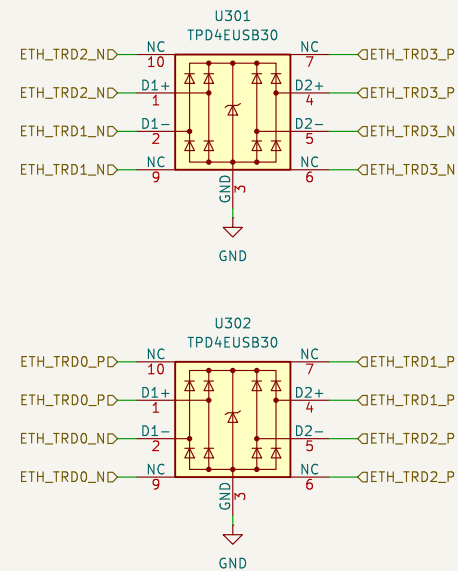 U301
TPD4EUSB30
ETH_TRD2_N NC 10 NC 7 ETH_TRD3_P
ETH_TRD2_N D1+ 1 D2+ 4 ETH_TRD3_P
ETH_TRD1_N D1- 2 D2- 5 ETH_TRD3_N
ETH_TRD1_N NC 9 NC 6 ETH_TRD3_N
GND 3
GND
U302
TPD4EUSB30
ETH_TRD0_P NC 10 NC 7 ETH_TRD1_P
ETH_TRD0_P D1+ 1 D2+ 4 ETH_TRD1_P
ETH_TRD0_N D1- 2 D2- 5 ETH_TRD2_P
ETH_TRD0_N NC 9 NC 6 ETH_TRD2_P
GND 3
GND